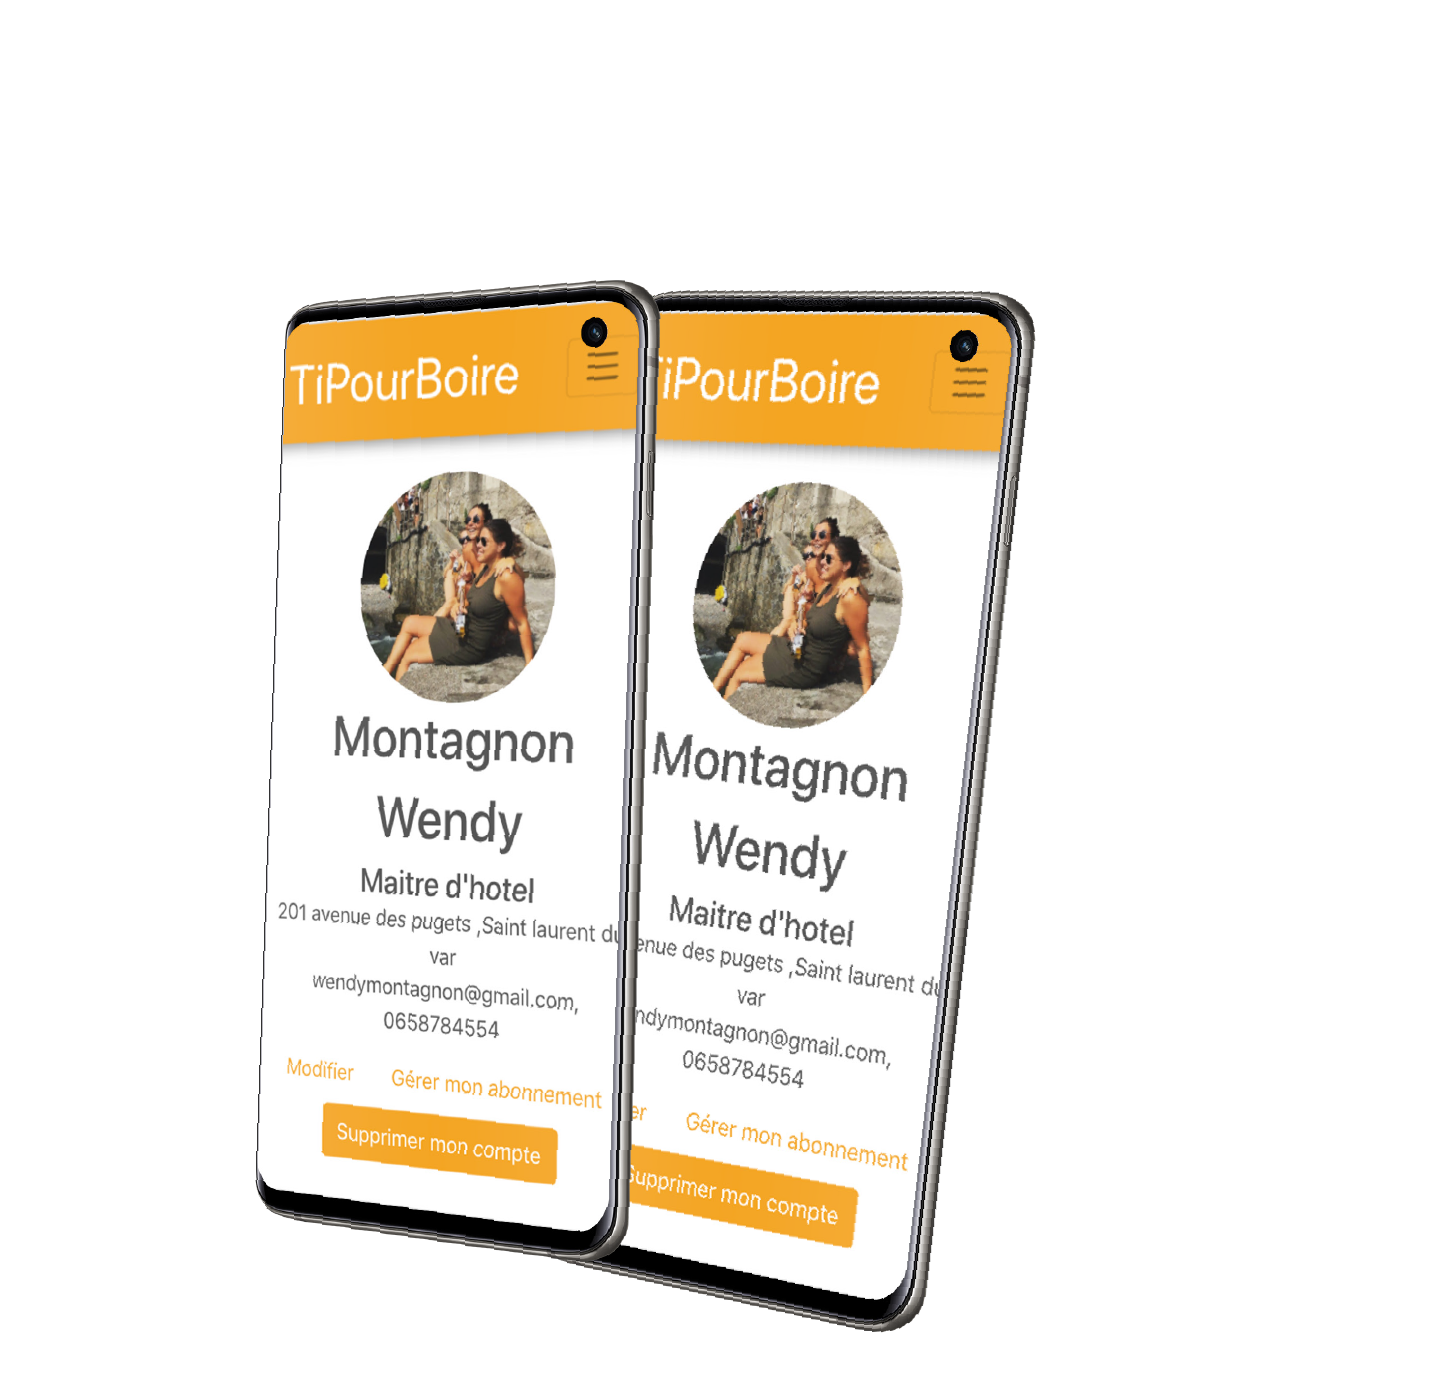 TiPourBoire
Montagnon
Wendy
Maitre d'hotel
201 avenue des pugets ,Saint laurent du
var
wendymontagnon@gmail.com,
0658784554
Modifier Gérer mon abonnement
Supprimer mon compte
TiPourBoire
Montagnon
Wendy
Maitre d'hotel
enue des pugets ,Saint laurent du
var
ndymontagnon@gmail.com,
0658784554
er Gérer mon abonnement
Supprimer mon compte